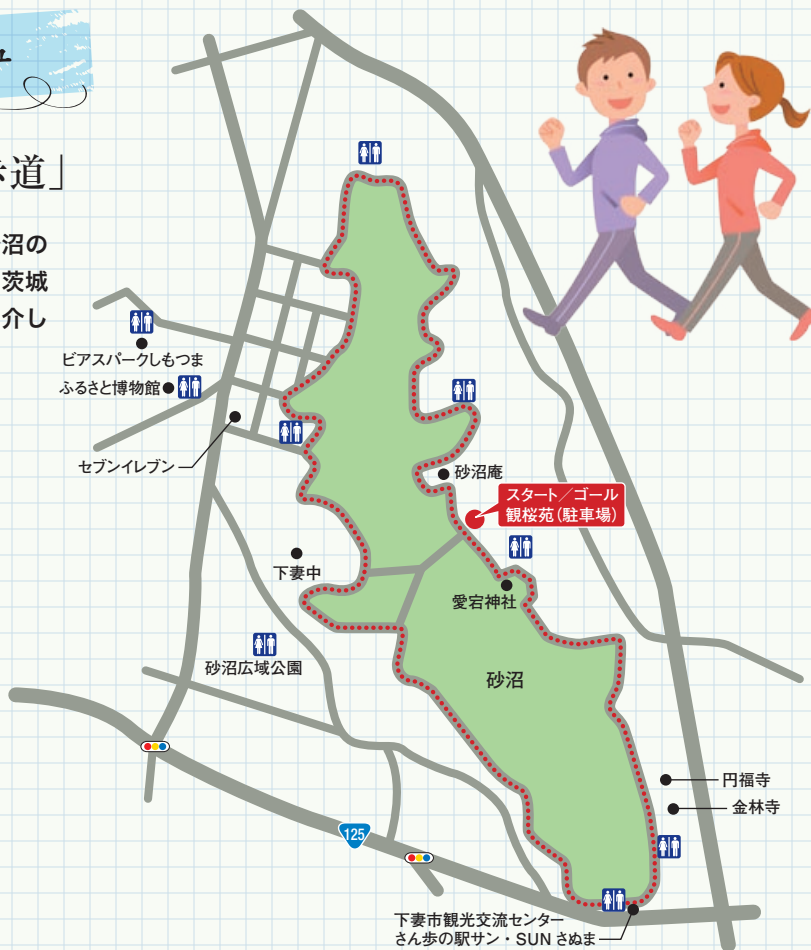 歩道」
沼の
茨城
介し
ビアスパークしもつま
ふるさと博物館
セブンイレブン
砂沼庵
スタート／ゴール
観桜苑（駐車場）
下妻中
愛宕神社
砂沼広域公園
砂沼
円福寺
金林寺
125
下妻市観光交流センター
さん歩の駅サン・SUNさぬま